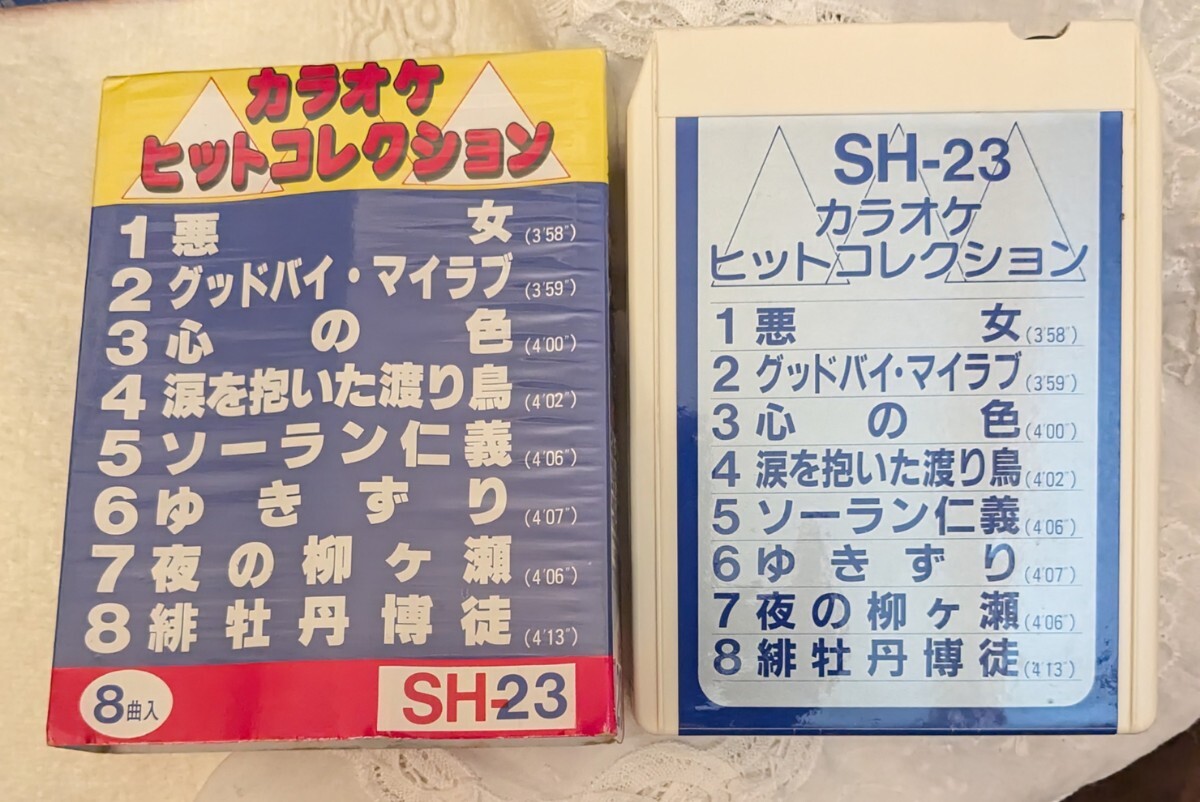 カラオケ
ヒットコレクション
1 悪女 (3'58")
2 グッドバイ・マイラブ (3'59")
3 心の色 (4'00")
4 涙を抱いた渡り鳥 (4'02")
5 ソーラン仁義 (4'06")
6 ゆきずり (4'07")
7 夜の柳ヶ瀬 (4'06")
8 緋牡丹博徒 (4'13")
8曲入
SH-23
SH-23
カラオケ
ヒットコレクション
1 悪女 (3'58")
2 グッドバイ・マイラブ (3'59")
3 心の色 (4'00")
4 涙を抱いた渡り鳥 (4'02")
5 ソーラン仁義 (4'06")
6 ゆきずり (4'07")
7 夜の柳ヶ瀬 (4'06")
8 緋牡丹博徒 (4'13")